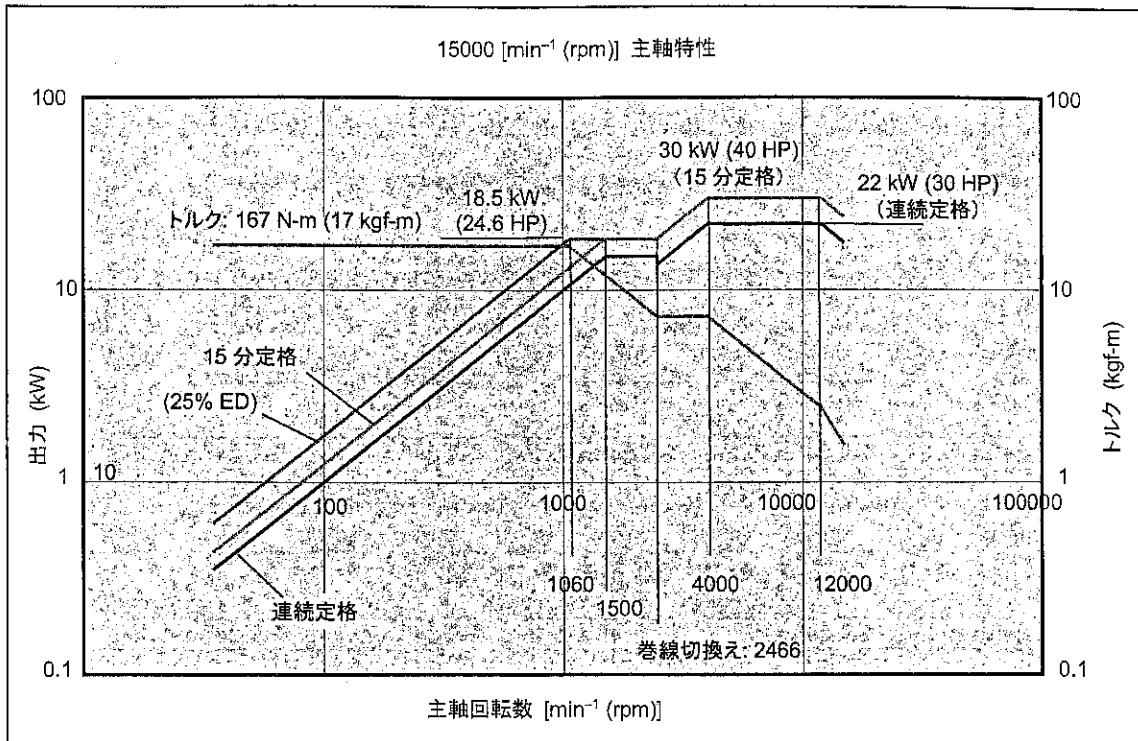 15000 [min⁻¹ (rpm)] 主軸特性
100
100
30 kW (40 HP)
(15 分定格)
22 kW (30 HP)
(連続定格)
18.5 kW
(24.6 HP)
トルク: 167 N-m (17 kgf-m)
10
10
15 分定格
(25% ED)
出力 (kW)
トルク (kgf-m)
1
10
1
100
1000
10000
100000
1060
1500
4000
12000
連続定格
巻線切換え: 2466
0.1
0.1
主軸回転数 [min⁻¹ (rpm)]